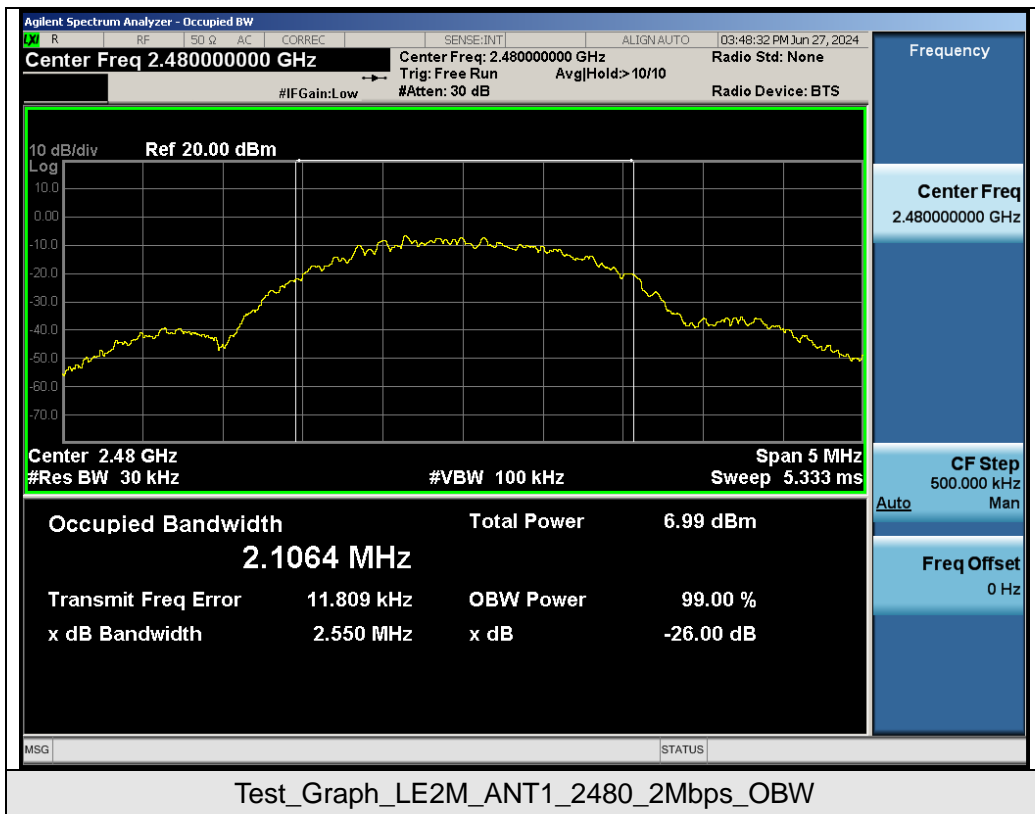 Agilent Spectrum Analyzer - Occupied BW
LXI R RF 50 Ω AC CORREC SENSE:INT ALIGN AUTO 03:48:32 PM Jun 27, 2024
Center Freq 2.480000000 GHz
Center Freq: 2.480000000 GHz
Radio Std: None
Trig: Free Run Avg|Hold:> 10/10
#IFGain:Low
#Atten: 30 dB
Radio Device: BTS
10 dB/div Ref 20.00 dBm
Log
10.0
0.00
-10.0
-20.0
-30.0
-40.0
-50.0
-60.0
-70.0
Center 2.48 GHz
Span 5 MHz
#Res BW 30 kHz
#VBW 100 kHz
Sweep 5.333 ms
Occupied Bandwidth
2.1064 MHz
Total Power 6.99 dBm
Transmit Freq Error 11.809 kHz
OBW Power 99.00 %
x dB Bandwidth 2.550 MHz
x dB -26.00 dB
MSG
STATUS
Frequency
Center Freq
2.480000000 GHz
CF Step
500.000 kHz
Auto Man
Freq Offset
0 Hz
Test_Graph_LE2M_ANT1_2480_2Mbps_OBW